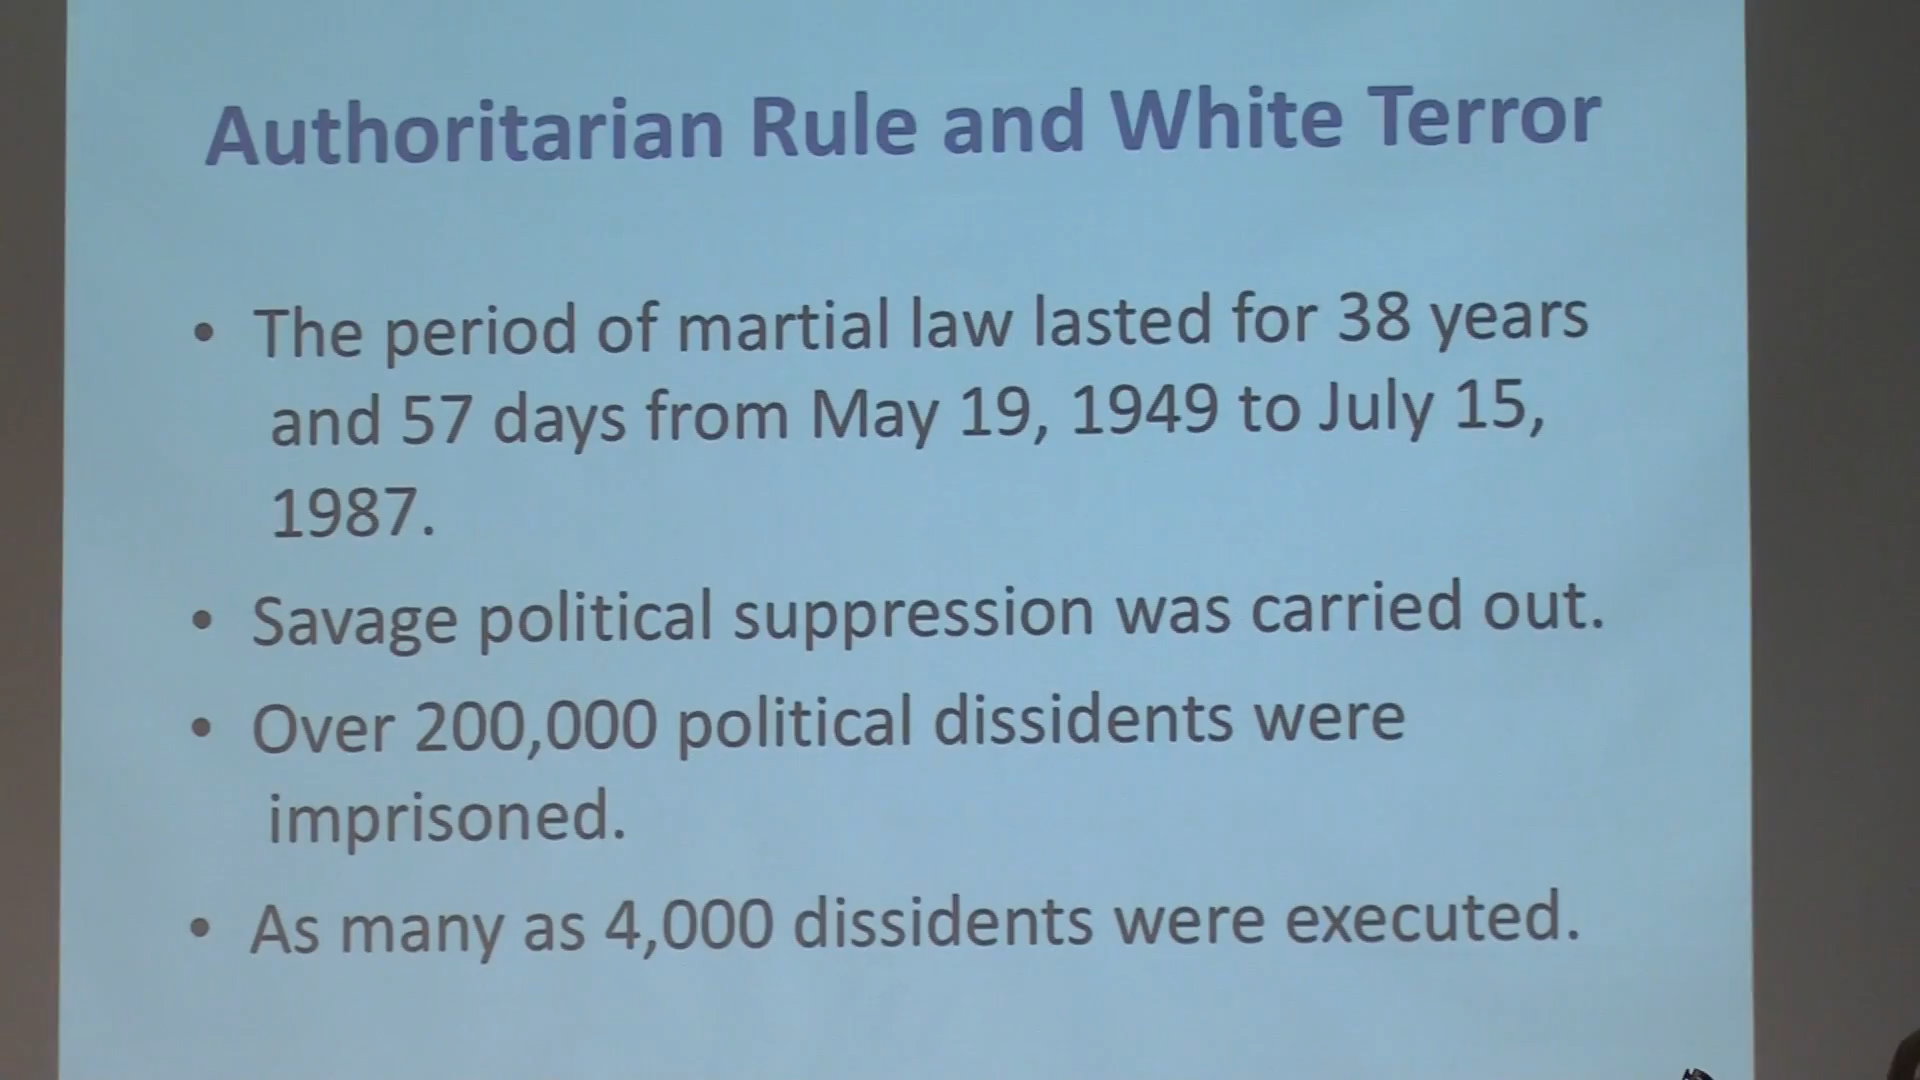 Authoritarian Rule and White Terror
• The period of martial law lasted for 38 years
and 57 days from May 19, 1949 to July 15,
1987.
• Savage political suppression was carried out.
• Over 200,000 political dissidents were
imprisoned.
• As many as 4,000 dissidents were executed.